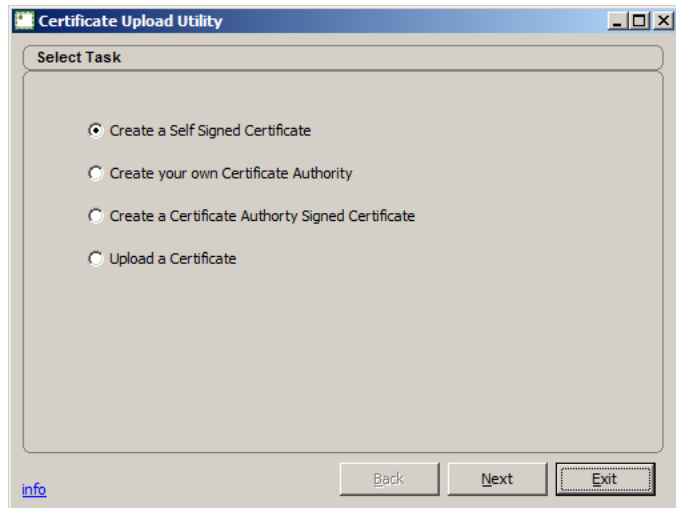 Certificate Upload Utility
Select Task
Create a Self Signed Certificate
Create your own Certificate Authority
Create a Certificate Authorty Signed Certificate
Upload a Certificate
info
Back
Next
Exit